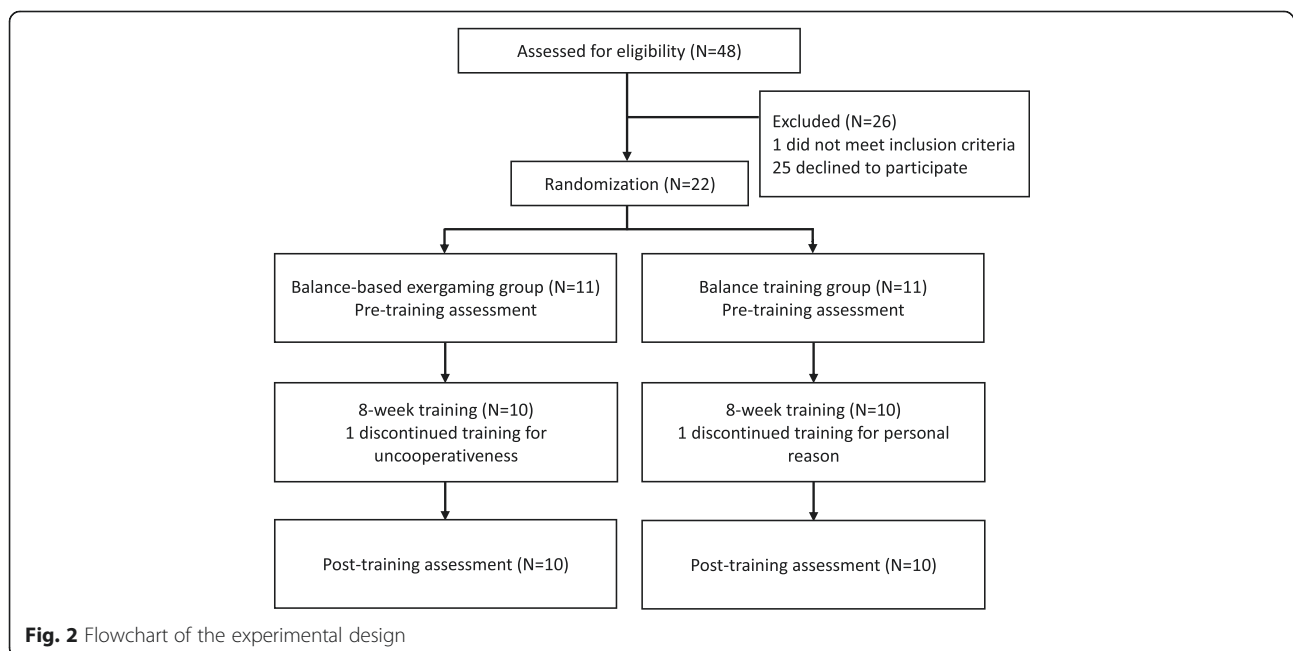 Assessed for eligibility (N=48)
Excluded (N=26)
1 did not meet inclusion criteria
25 declined to participate
Randomization (N=22)
Balance-based exergaming group (N=11)
Pre-training assessment
Balance training group (N=11)
Pre-training assessment
8-week training (N=10)
1 discontinued training for
uncooperativeness
8-week training (N=10)
1 discontinued training for personal
reason
Post-training assessment (N=10)
Post-training assessment (N=10)
Fig. 2 Flowchart of the experimental design